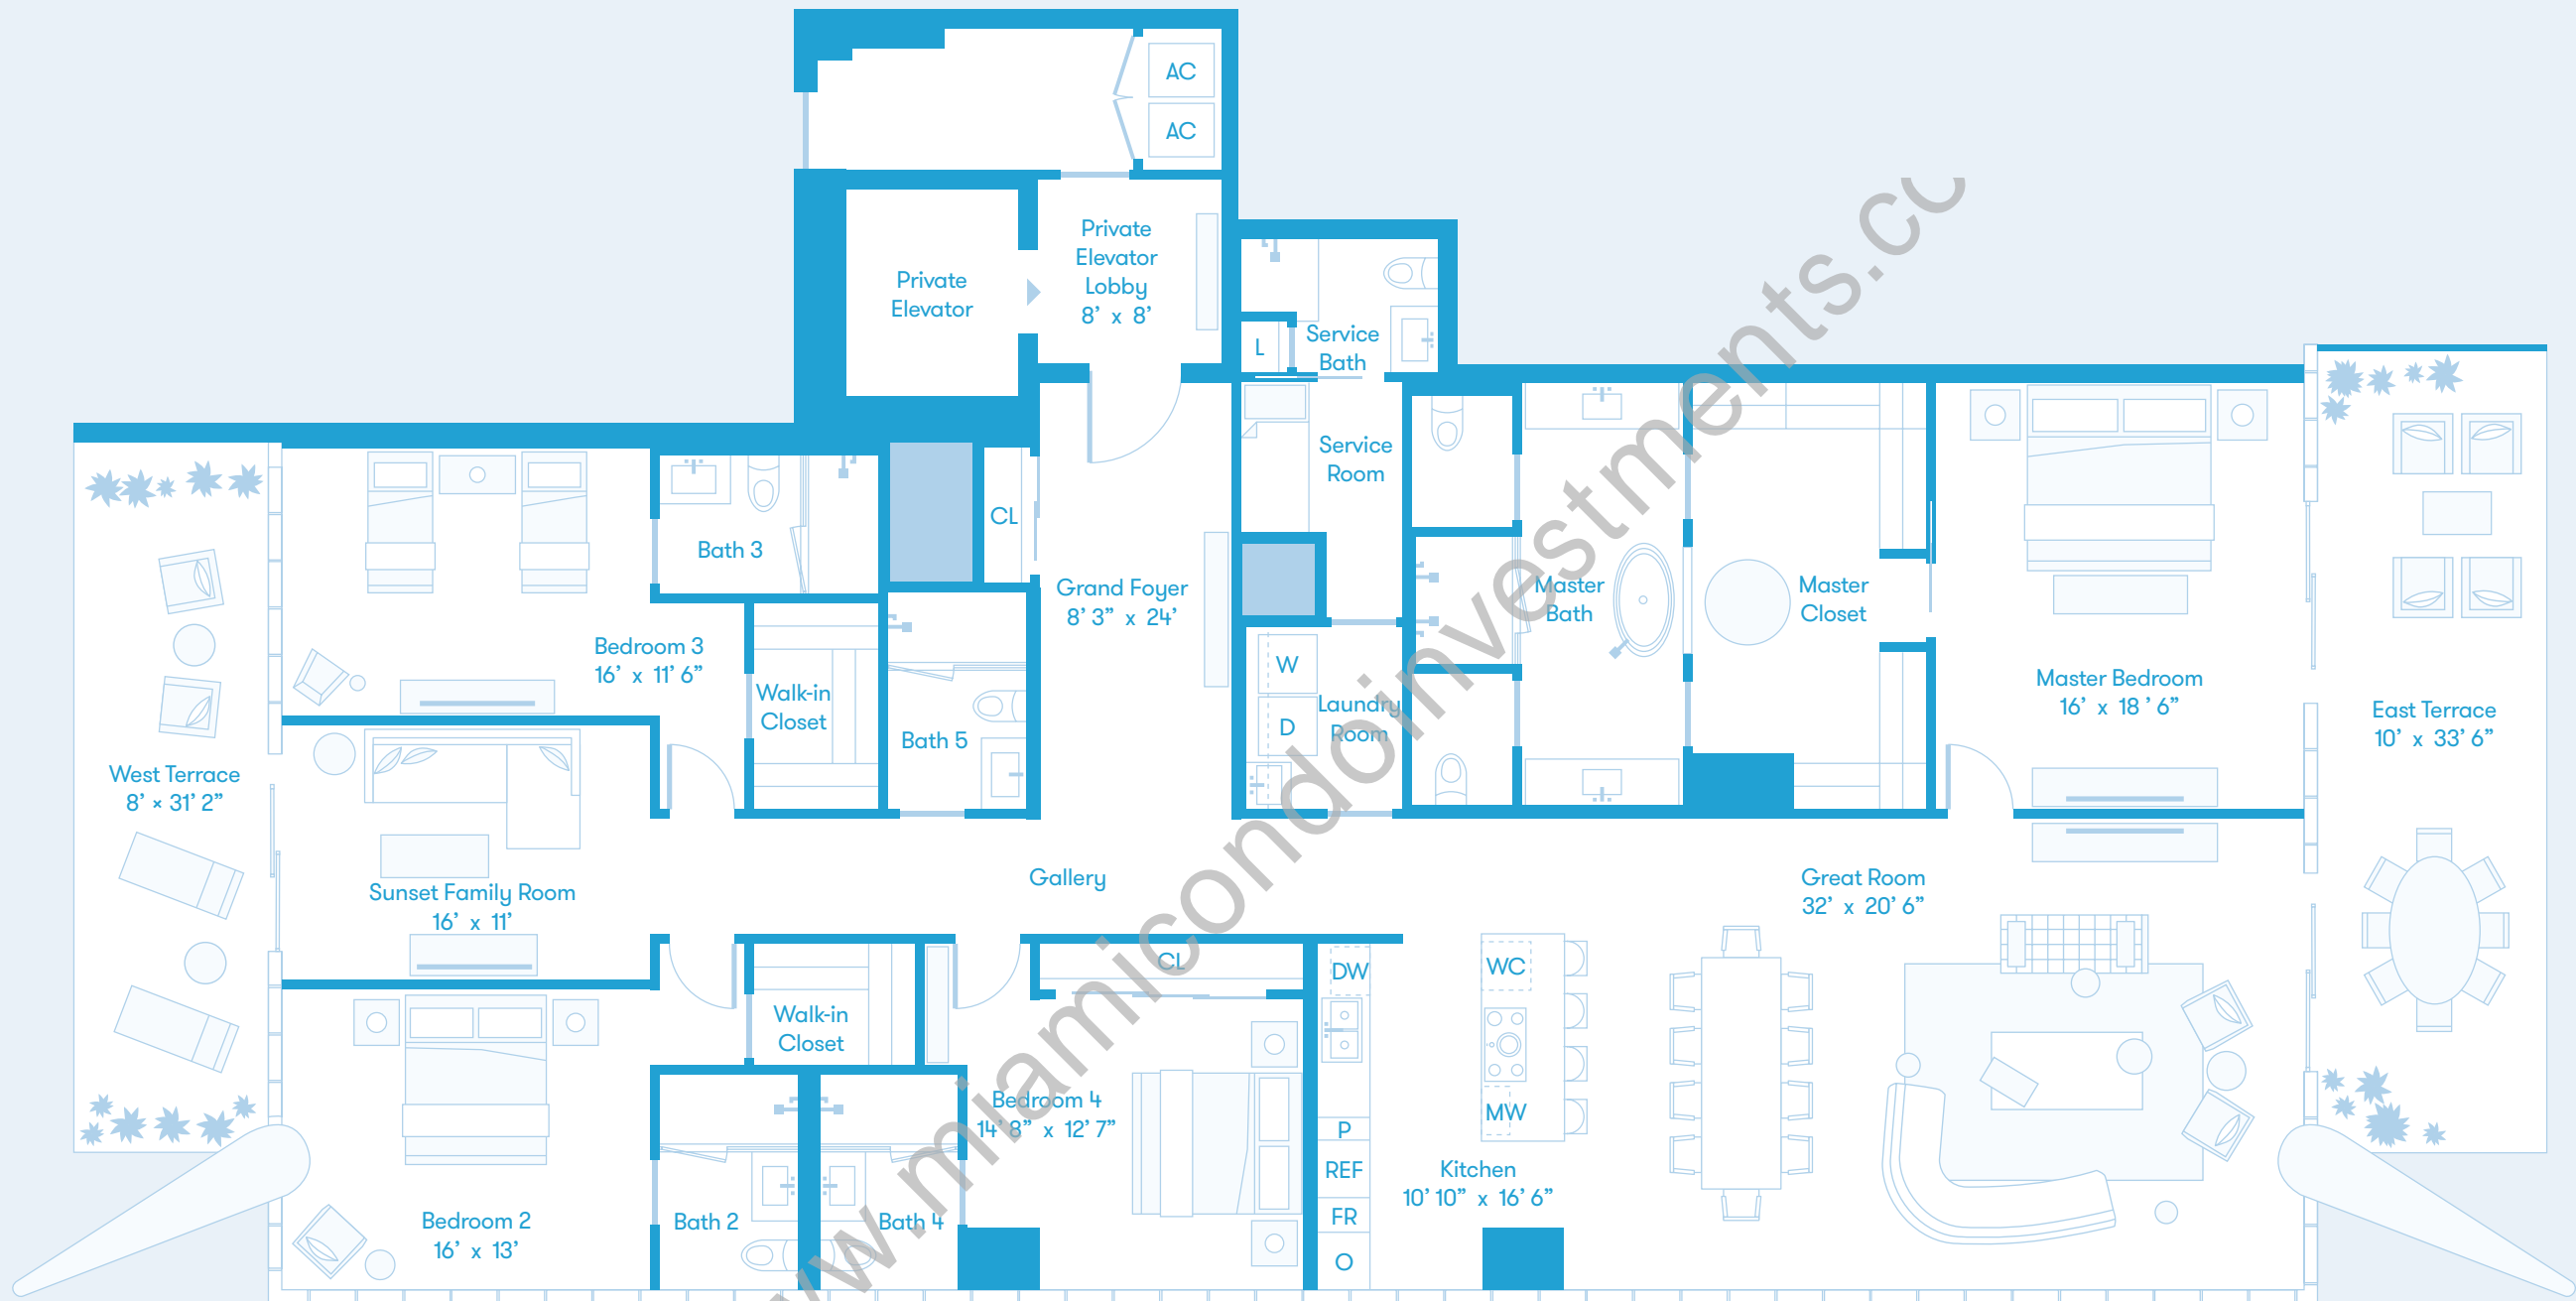 AC
AC
Private
Elevator
Lobby
8’ x 8’
Private
Elevator
Service
Bath
L
Service
Room
CL
Bath 3
Grand Foyer
8’ 3” x 24’
Master
Bath
Master
Closet
Bedroom 3
16’ x 11’ 6”
Walk-in
Closet
Bath 5
W
D
Laundry
Room
Master Bedroom
16’ x 18 ’ 6”
East Terrace
10’ x 33’ 6”
West Terrace
8’ × 31’ 2”
Sunset Family Room
16’ x 11’
Gallery
Great Room
32’ x 20’ 6”
CL
DW
WC
Walk-in
Closet
Bedroom 4
14’ 8” x 12’ 7”
MW
P
REF
FR
O
Kitchen
10’ 10” x 16’ 6”
Bedroom 2
16’ x 13’
Bath 2
Bath 4
www.miamicondoinvestments.co